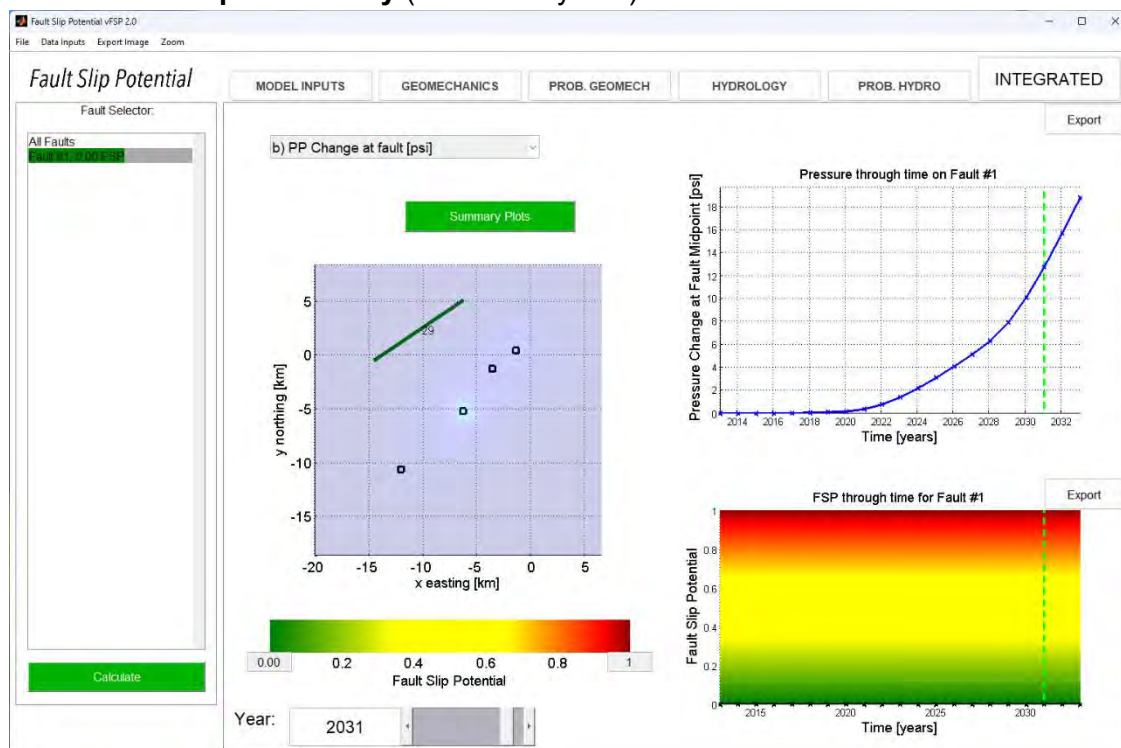 Fault Slip Potential vFSP 2.0
File Data Inputs Export Image Zoom
Fault Slip Potential
MODEL INPUTS GEOMECHANICS PROB. GEOMECH HYDROLOGY PROB. HYDRO INTEGRATED
Fault Selector:
All Faults
Fault #1, 0.00 FSP
Calculate
Export
b) PP Change at fault [psi]
Summary Plots
5
0
-5
-10
-15
y northing [km]
29
-20 -15 -10 -5 0 5
x easting [km]
0.00 0.2 0.4 0.6 0.8 1
Fault Slip Potential
Year: 2031
Pressure through time on Fault #1
Pressure Change at Fault Midpoint [psi]
18
16
14
12
10
8
6
4
2
0
2014 2016 2018 2020 2022 2024 2026 2028 2030 2032
Time [years]
Export
FSP through time for Fault #1
Fault Slip Potential
1
0.8
0.6
0.4
0.2
0
2015 2020 2025 2030
Time [years]